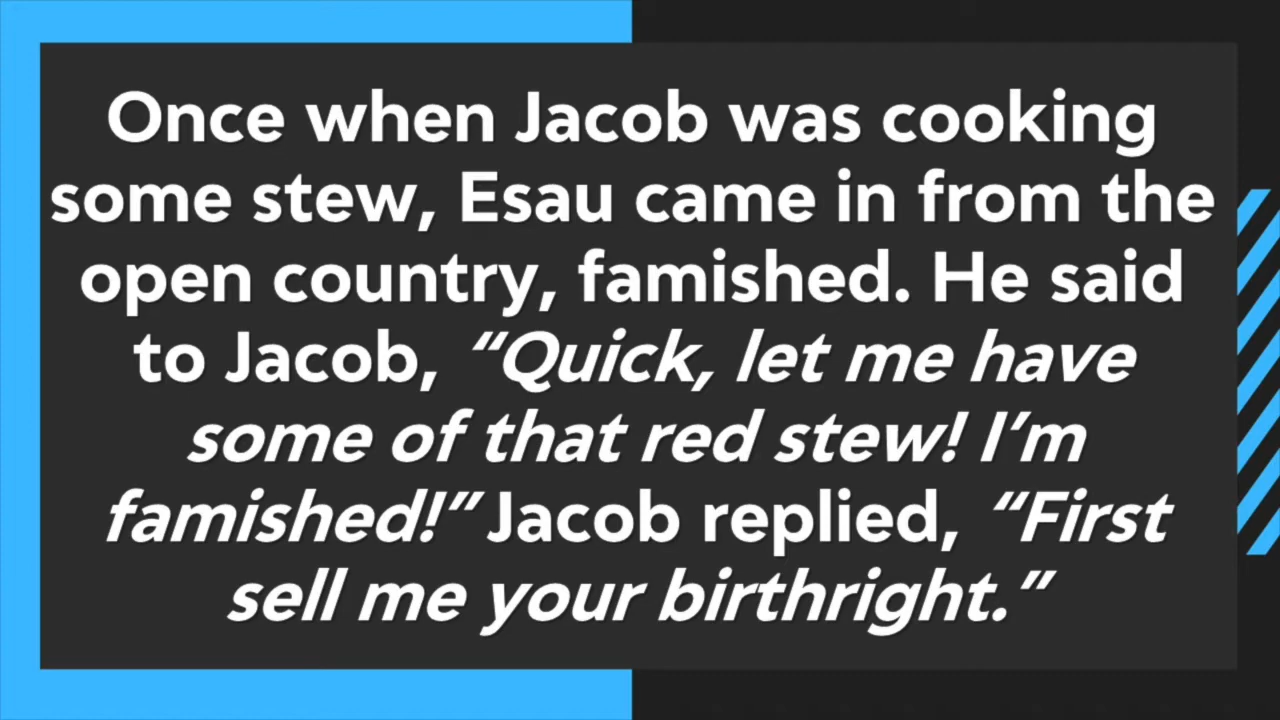 Once when Jacob was cooking
some stew, Esau came in from the
open country, famished. He said
to Jacob, “Quick, let me have
some of that red stew! I’m
famished!” Jacob replied, “First
sell me your birthright.”